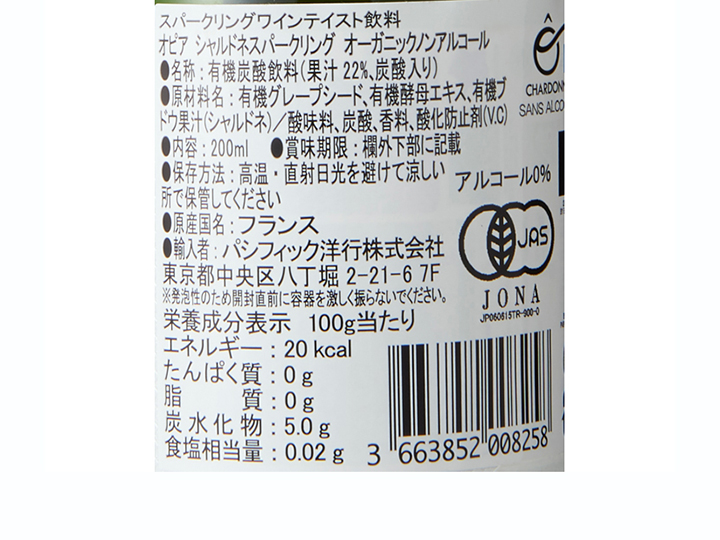 スパークリングワインテイスト飲料
オピア シャルドネスパークリング オーガニックノンアルコール
●名称：有機炭酸飲料（果汁 22%、炭酸入り）
●原材料名：有機グレープシード、有機酵母エキス、有機ブ
ドウ果汁（シャルドネ）／酸味料、炭酸、香料、酸化防止剤(V.C)
●内容：200ml ●賞味期限：欄外下部に記載
●保存方法：高温・直射日光を避けて涼しい
所で保管してください
●原産国名：フランス
●輸入者：パシフィック洋行株式会社
東京都中央区八丁堀 2-21-6 7F
※発泡性のため開封直前に容器を激しく振らないでください。
栄養成分表示 100g当たり
エネルギー：20 kcal
たんぱく質：0 g
脂 質：0 g
炭水化物：5.0 g
食塩相当量：0.02 g
CHARDONN
SANS ALCO
アルコール0%
JAS
JONA
JP060615TR-900-0
3 663852 008258